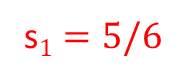 s₁ = 5/6